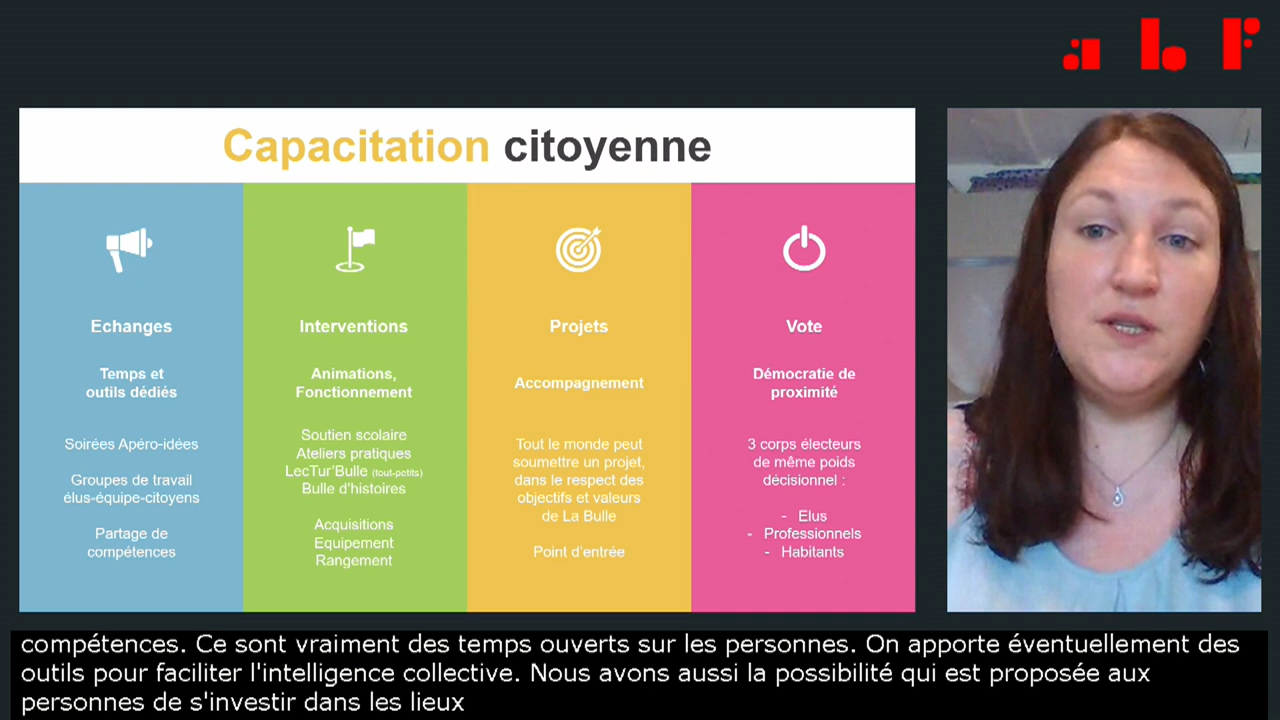 abf
Capacitation citoyenne
Echanges
Temps et
outils dédiés
Soirées Apéro-idées
Groupes de travail
élus-équipe-citoyens
Partage de
compétences
Interventions
Animations,
Fonctionnement
Soutien scolaire
Ateliers pratiques
LecTur'Bulle (tout-petits)
Bulle d'histoires
Acquisitions
Equipement
Rangement
Projets
Accompagnement
Tout le monde peut
soumettre un projet,
dans le respect des
objectifs et valeurs
de La Bulle
Point d'entrée
Vote
Démocratie de
proximité
3 corps électeurs
de même poids
décisionnel :
- Elus
- Professionnels
- Habitants
compétences. Ce sont vraiment des temps ouverts sur les personnes. On apporte éventuellement des
outils pour faciliter l'intelligence collective. Nous avons aussi la possibilité qui est proposée aux
personnes de s'investir dans les lieux